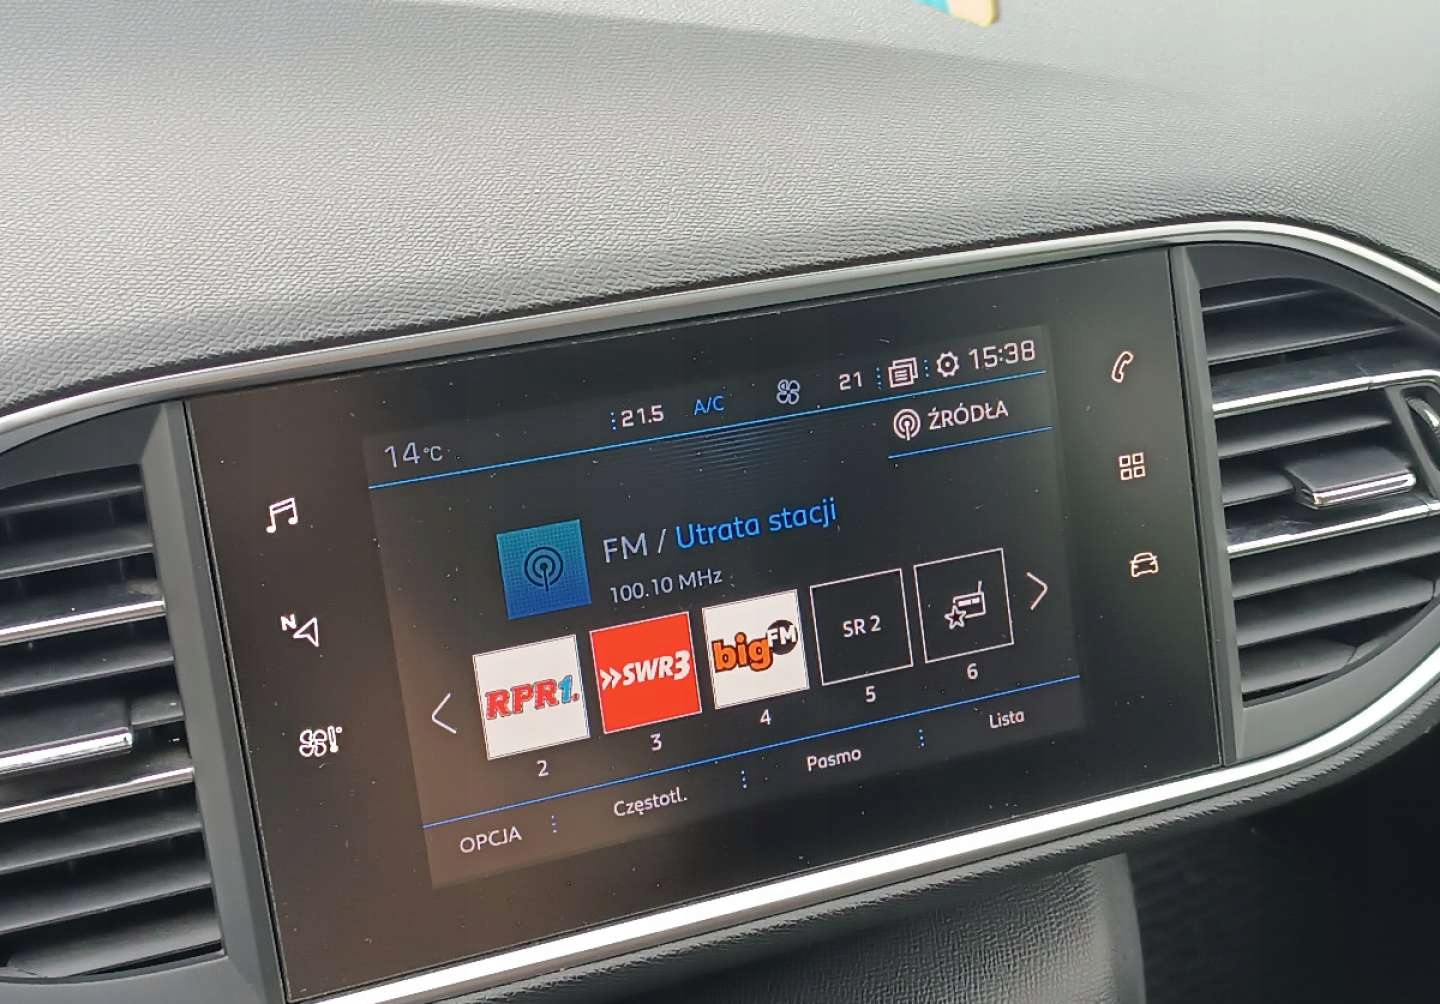 14°C 21.5 A/C 21 15:38
ŹRÓDŁA
FM / Utrata stacji
100.10 MHz
RPR1.
SWR3
bigFM
SR 2
2 3 4 5 6
OPCJA Częstotl. Pasmo Lista
N